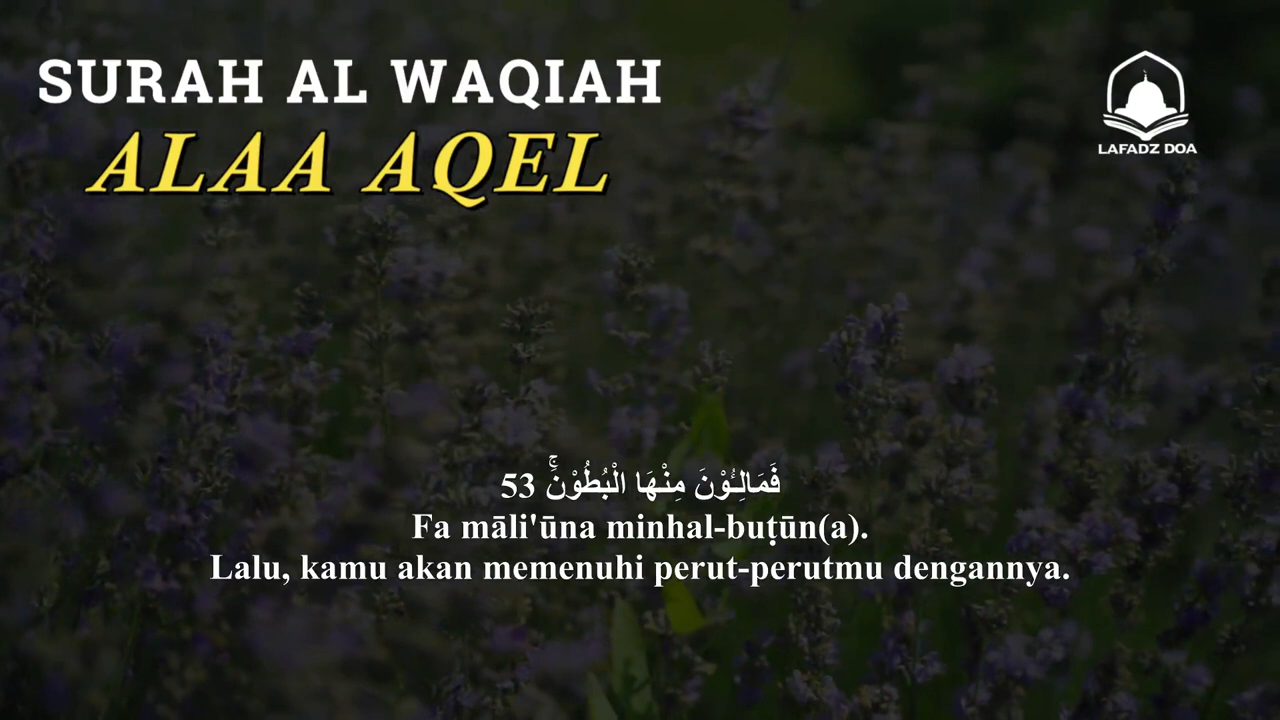 SURAH AL WAQIAH
ALAA AQEL
LAFADZ DOA
فَمَالِـُٔوْنَ مِنْهَا الْبُطُوْنَۚ 53
Fa māli'ūna minhal-buṭūn(a).
Lalu, kamu akan memenuhi perut-perutmu dengannya.